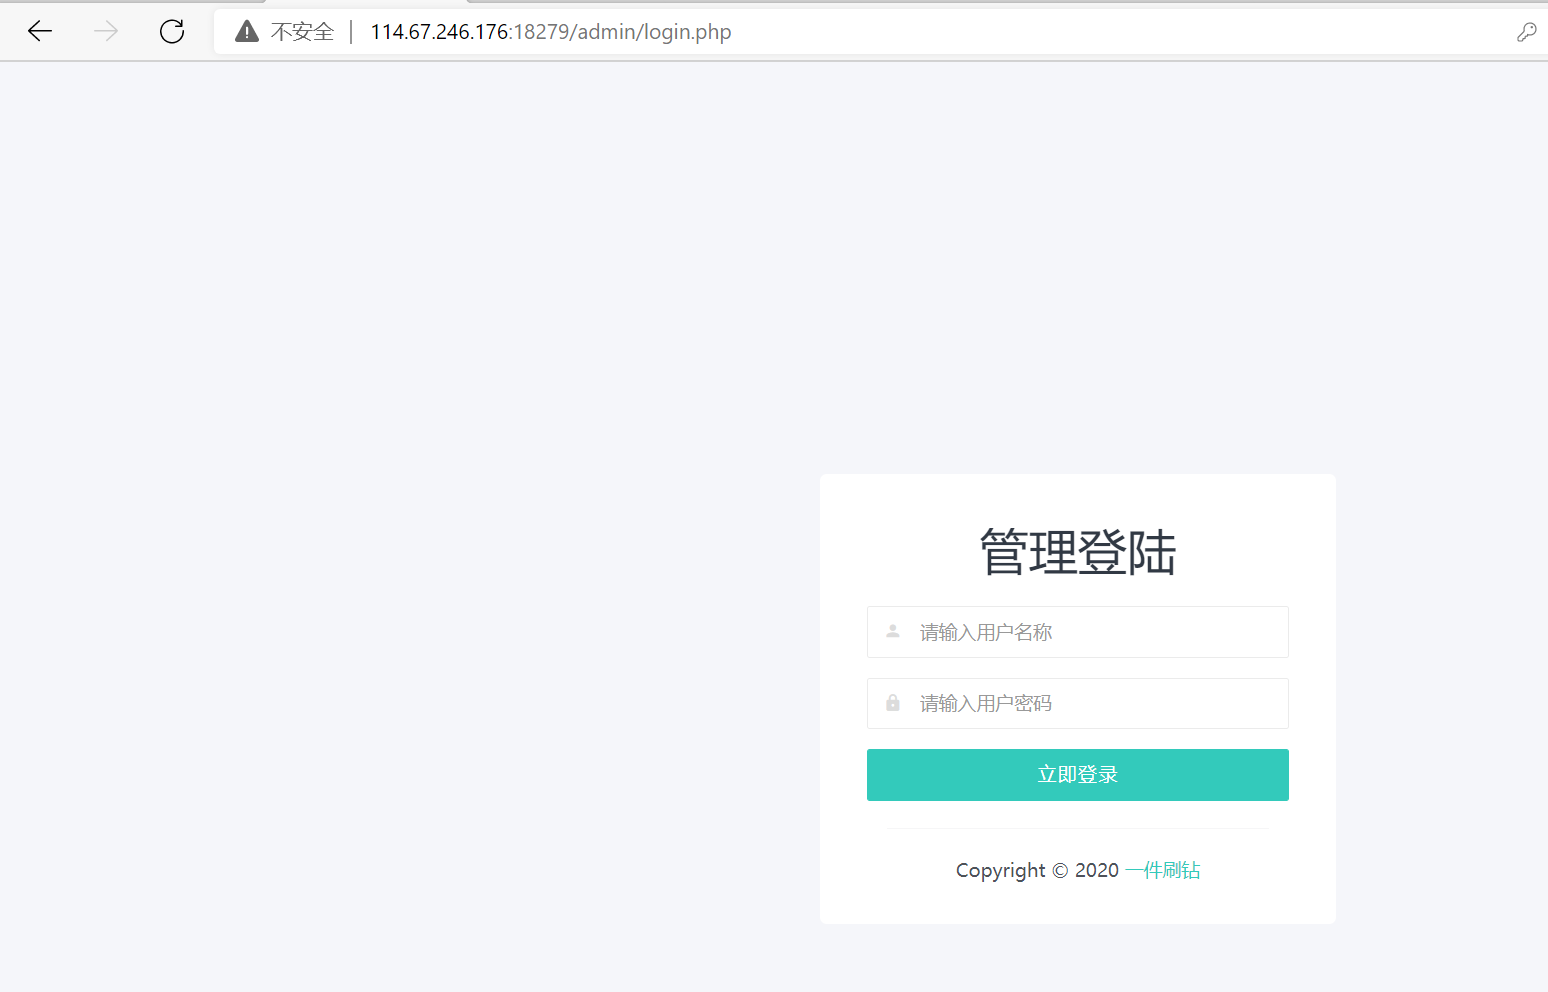 不安全 114.67.246.176:18279/admin/login.php
管理登陆
请输入用户名称
请输入用户密码
立即登录
Copyright © 2020 一件刷钻